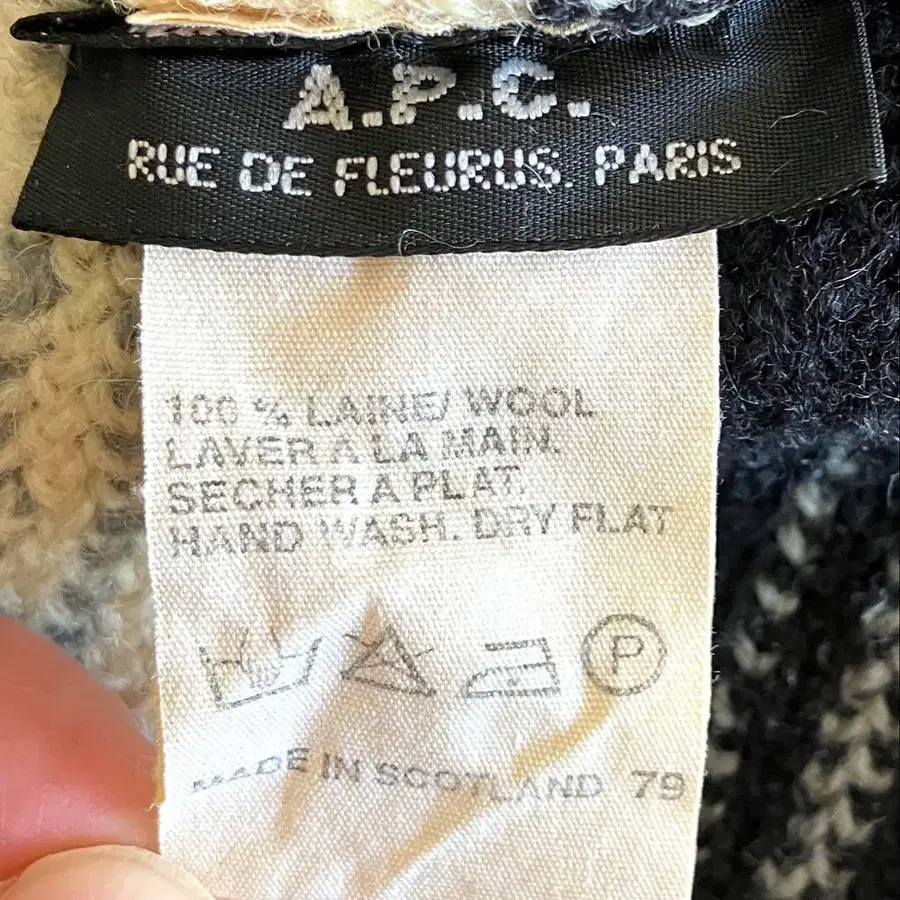 A.P.C.
RUE DE FLEURUS. PARIS
100 % LAINE/ WOOL
LAVER A LA MAIN.
SECHER A PLAT.
HAND WASH. DRY FLAT
P
MADE IN SCOTLAND 79